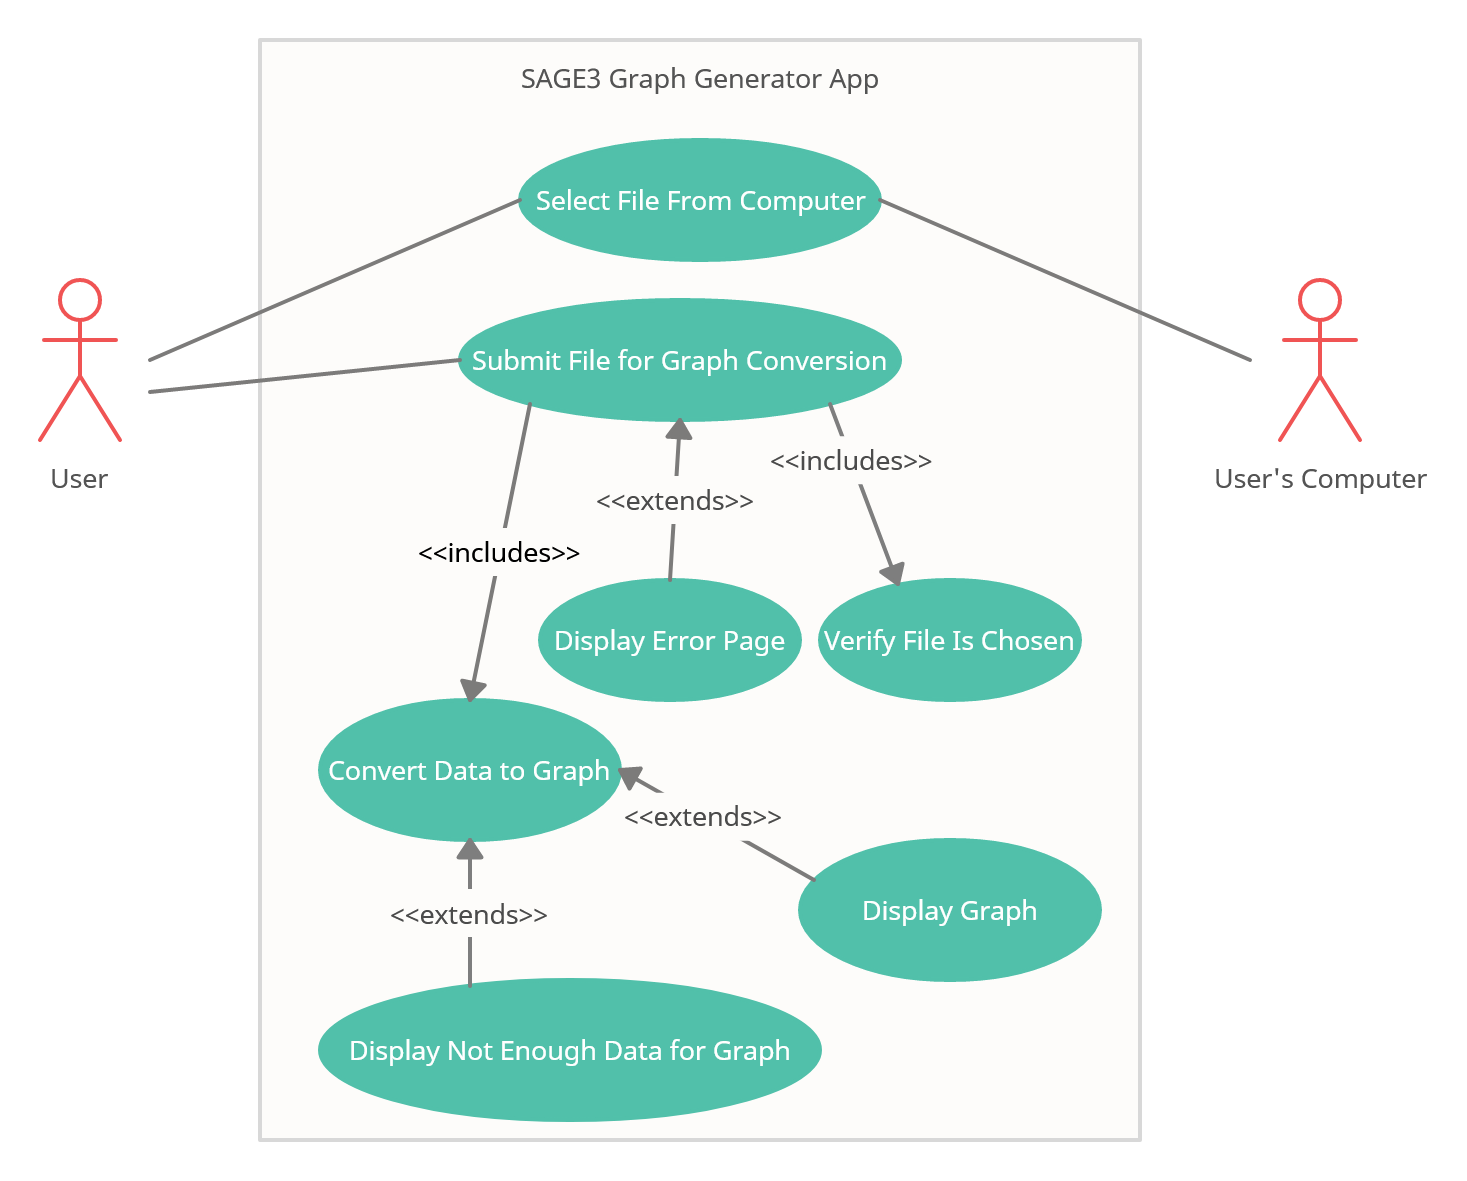 SAGE3 Graph Generator App
Select File From Computer
Submit File for Graph Conversion
User
User's Computer
<<includes>>
<<extends>>
<<includes>>
Display Error Page
Verify File Is Chosen
Convert Data to Graph
<<extends>>
Display Graph
<<extends>>
Display Not Enough Data for Graph